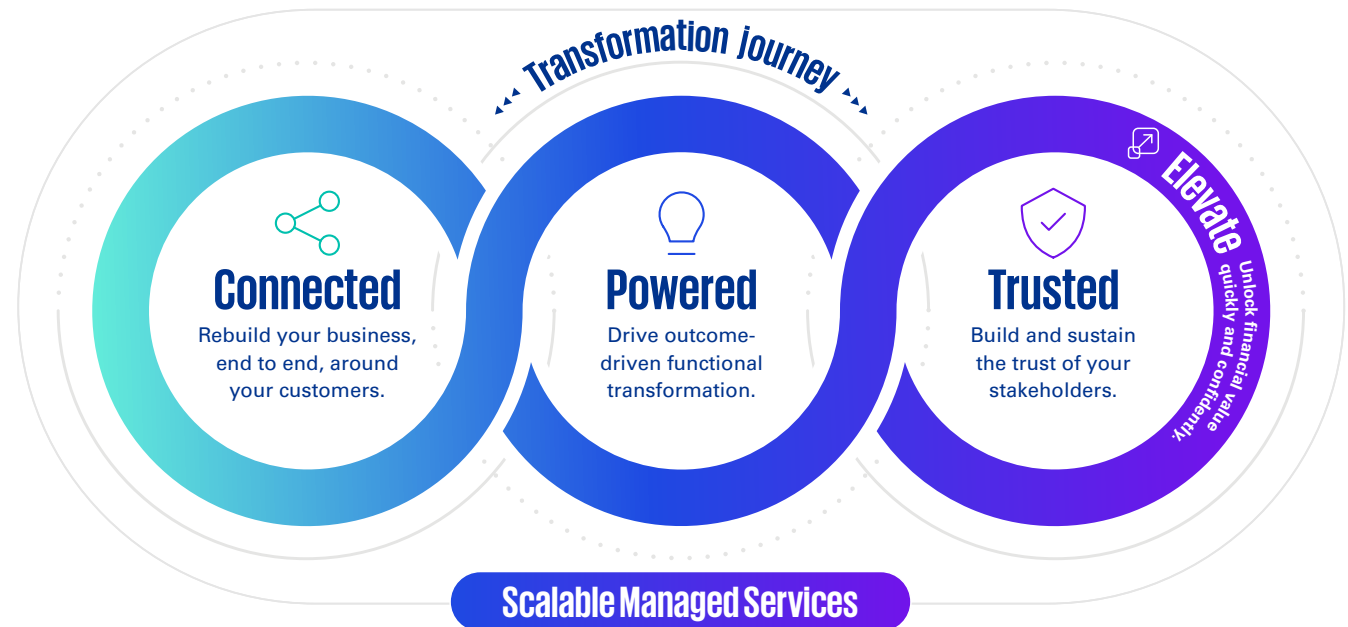 Transformation journey
Connected
Rebuild your business,
end to end, around
your customers.
Powered
Drive outcome-
driven functional
transformation.
Trusted
Build and sustain
the trust of your
stakeholders.
Elevate
Unlock financial value
quickly and confidently.
Scalable Managed Services